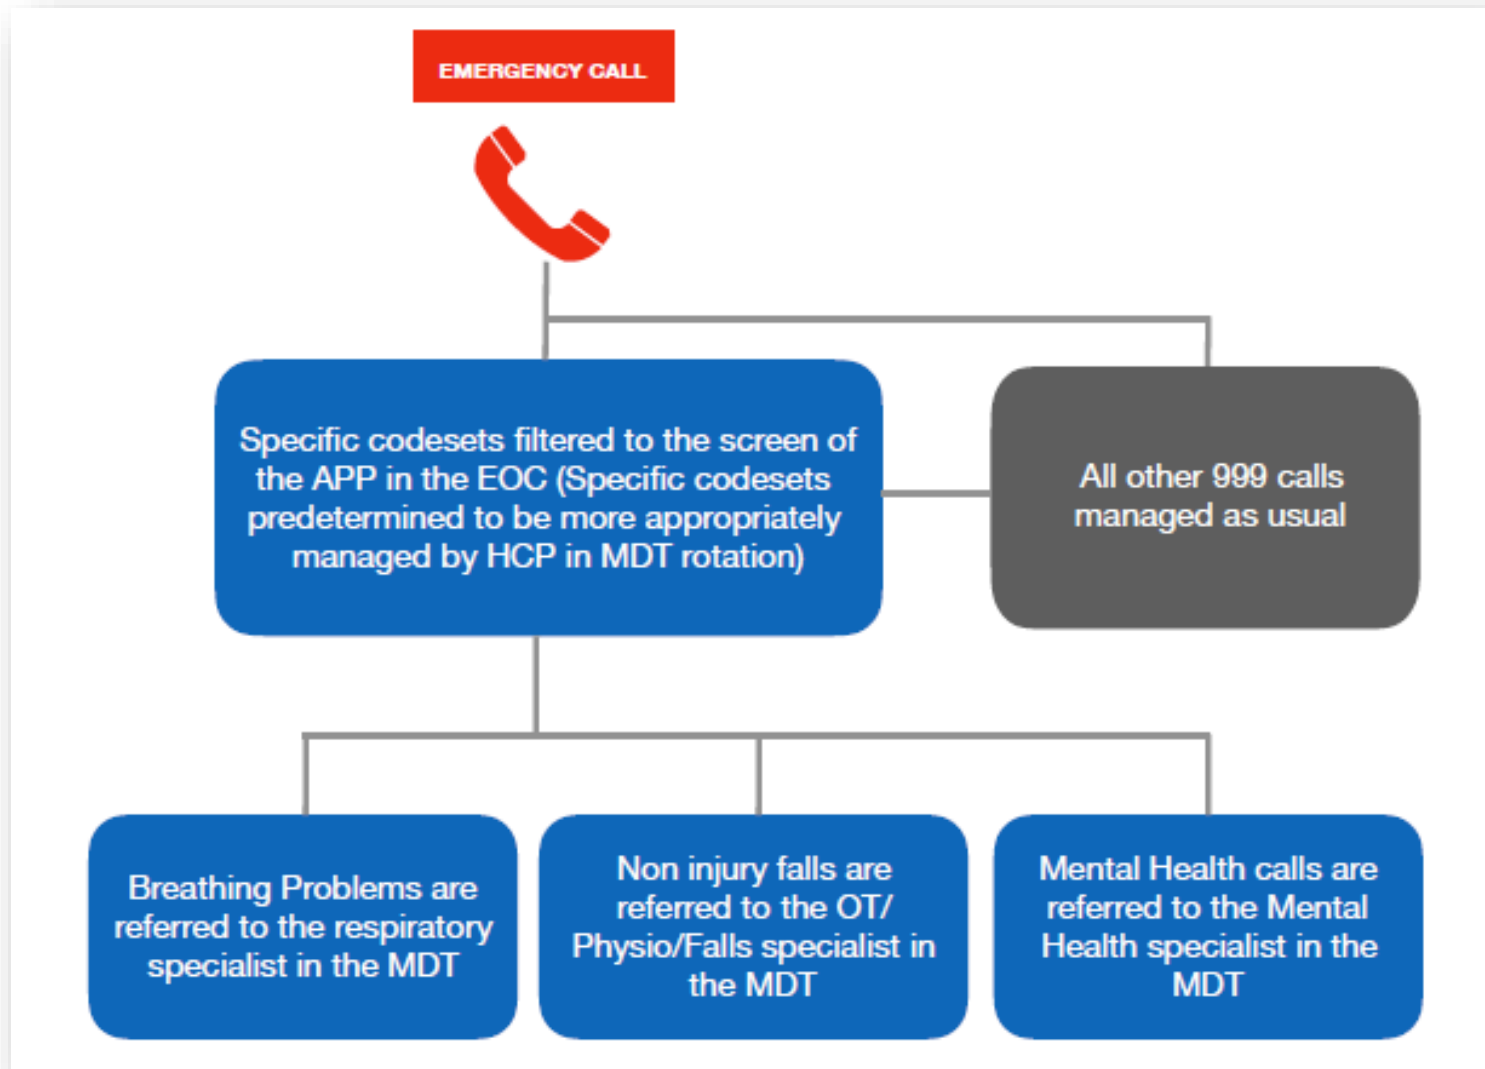 EMERGENCY CALL
Specific codesets filtered to the screen of
the APP in the EOC (Specific codesets
predetermined to be more appropriately
managed by HCP in MDT rotation)
All other 999 calls
managed as usual
Breathing Problems are
referred to the respiratory
specialist in the MDT
Non injury falls are
referred to the OT/
Physio/Falls specialist in
the MDT
Mental Health calls are
referred to the Mental
Health specialist in the
MDT